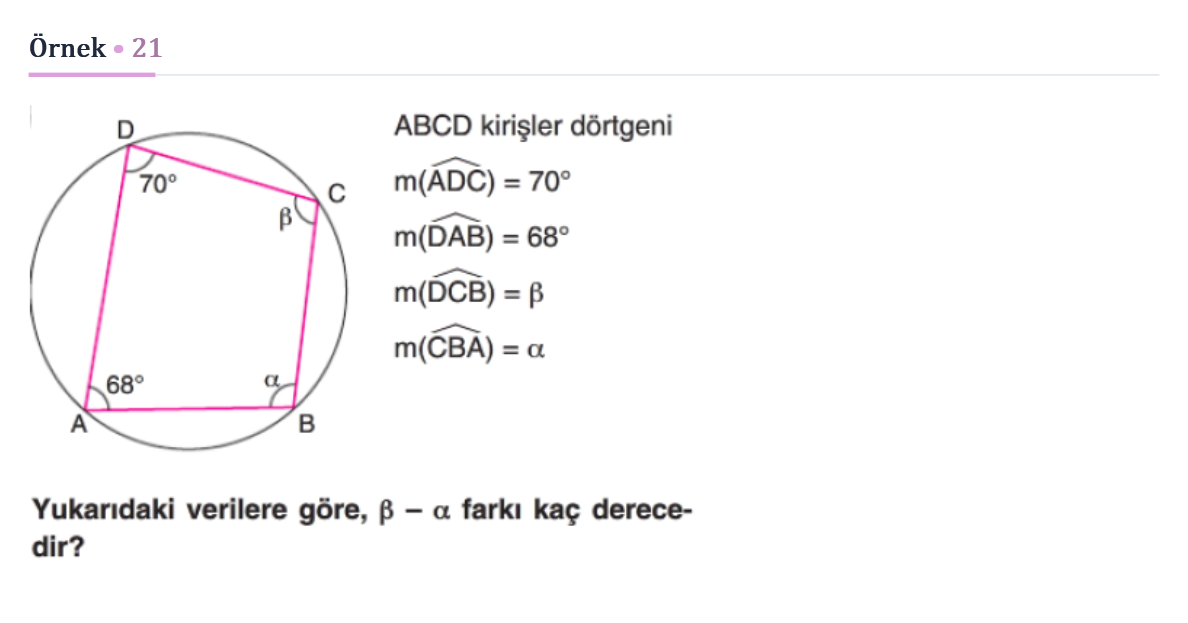 Örnek • 21
D
70°
C
β
68°
α
A
B
ABCD kirişler dörtgeni
m(ADC) = 70°
m(DAB) = 68°
m(DCB) = β
m(CBA) = α
Yukarıdaki verilere göre, β – α farkı kaç derece-
dir?